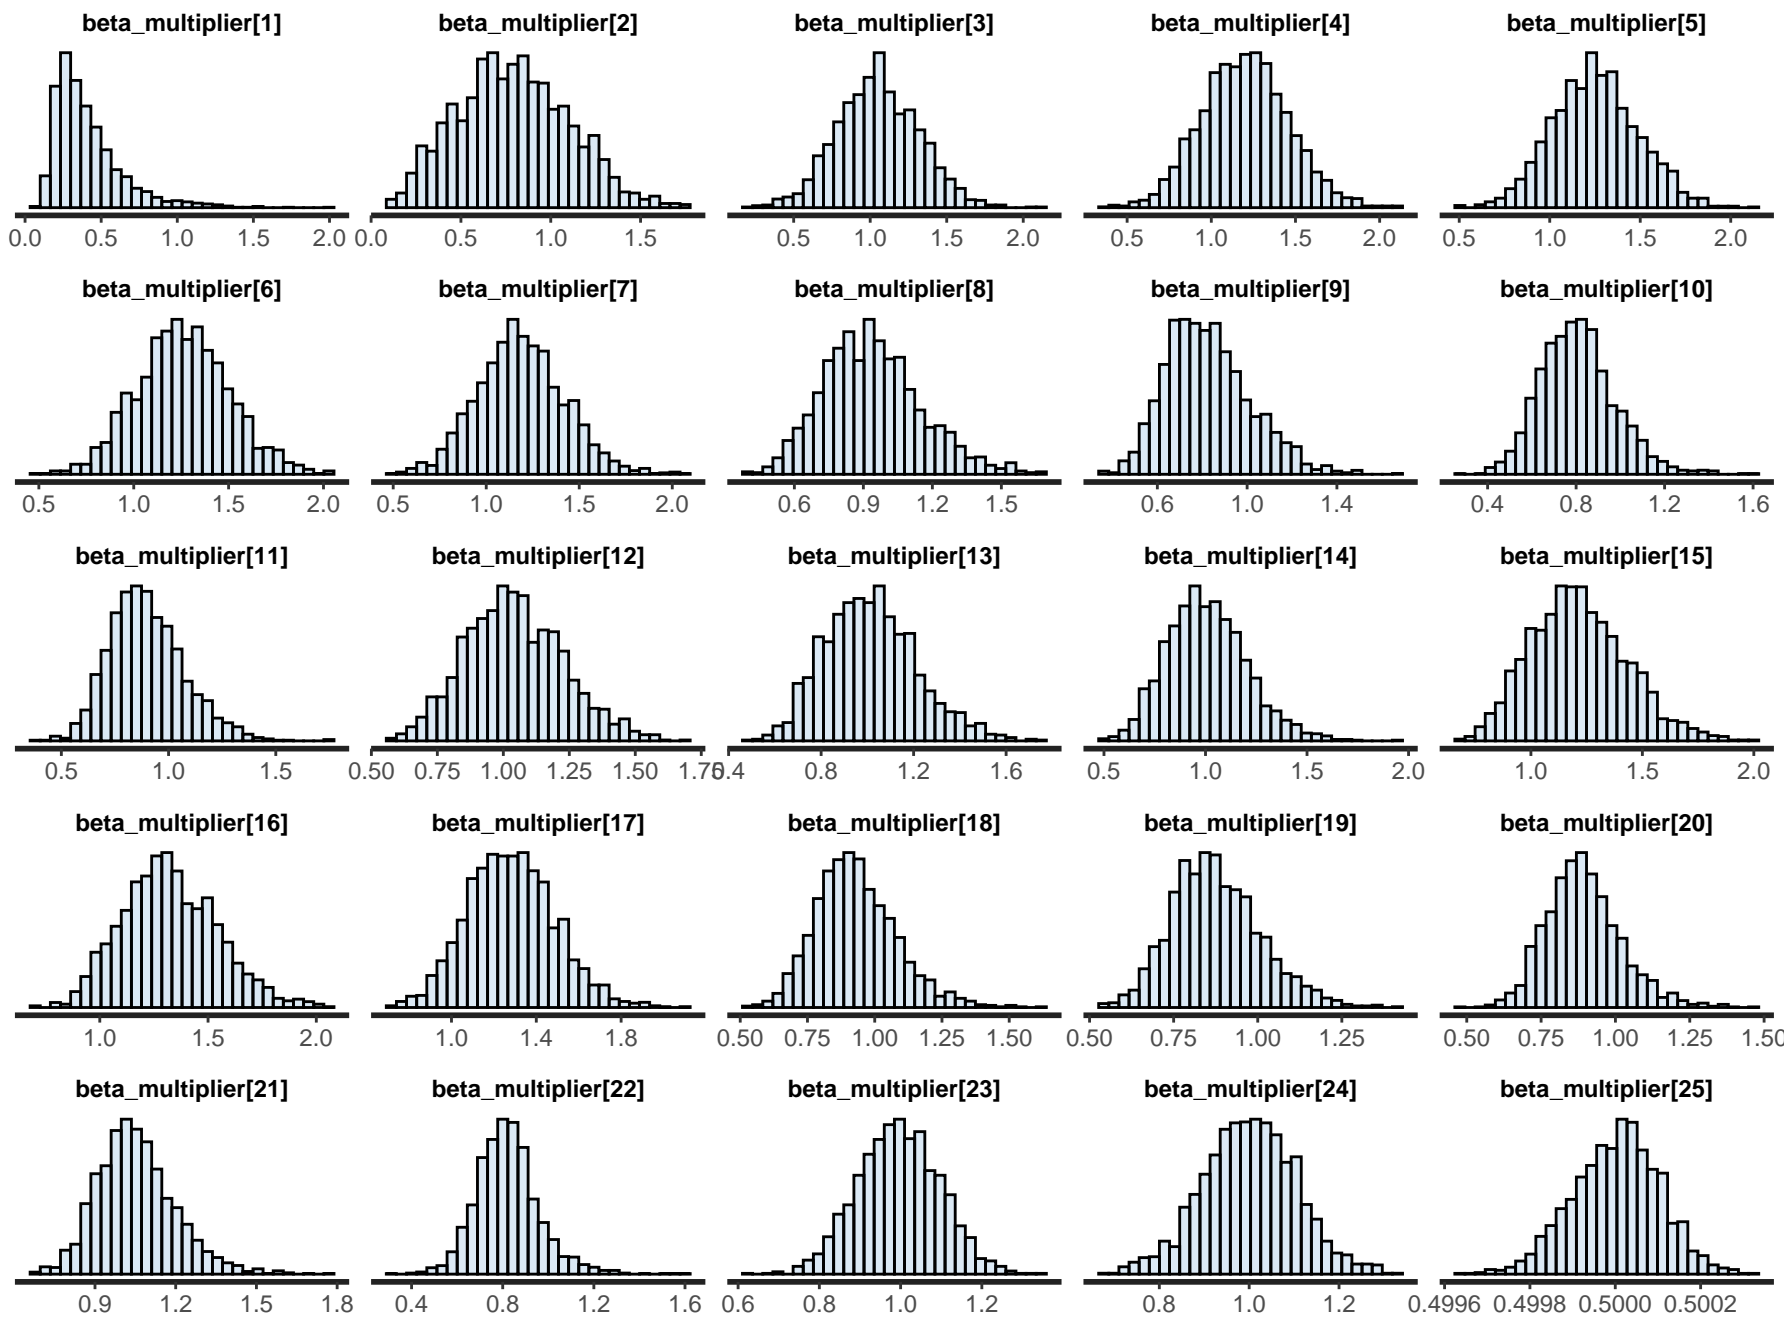 beta_multiplier[1] beta_multiplier[2] beta_multiplier[3] beta_multiplier[4] beta_multiplier[5]
0.0 0.5 1.0 1.5 2.0 0.0 0.5 1.0 1.5 0.5 1.0 1.5 2.0 0.5 1.0 1.5 2.0 0.5 1.0 1.5 2.0
beta_multiplier[6] beta_multiplier[7] beta_multiplier[8] beta_multiplier[9] beta_multiplier[10]
0.5 1.0 1.5 2.0 0.5 1.0 1.5 2.0 0.6 0.9 1.2 1.5 0.6 1.0 1.4 0.4 0.8 1.2 1.6
beta_multiplier[11] beta_multiplier[12] beta_multiplier[13] beta_multiplier[14] beta_multiplier[15]
0.5 1.0 1.5 0.50 0.75 1.00 1.25 1.50 1.75 0.4 0.8 1.2 1.6 0.5 1.0 1.5 2.0 1.0 1.5 2.0
beta_multiplier[16] beta_multiplier[17] beta_multiplier[18] beta_multiplier[19] beta_multiplier[20]
1.0 1.5 2.0 1.0 1.4 1.8 0.50 0.75 1.00 1.25 1.50 0.50 0.75 1.00 1.25 0.50 0.75 1.00 1.25 1.50
beta_multiplier[21] beta_multiplier[22] beta_multiplier[23] beta_multiplier[24] beta_multiplier[25]
0.9 1.2 1.5 1.8 0.4 0.8 1.2 1.6 0.6 0.8 1.0 1.2 0.8 1.0 1.2 0.4996 0.4998 0.5000 0.5002